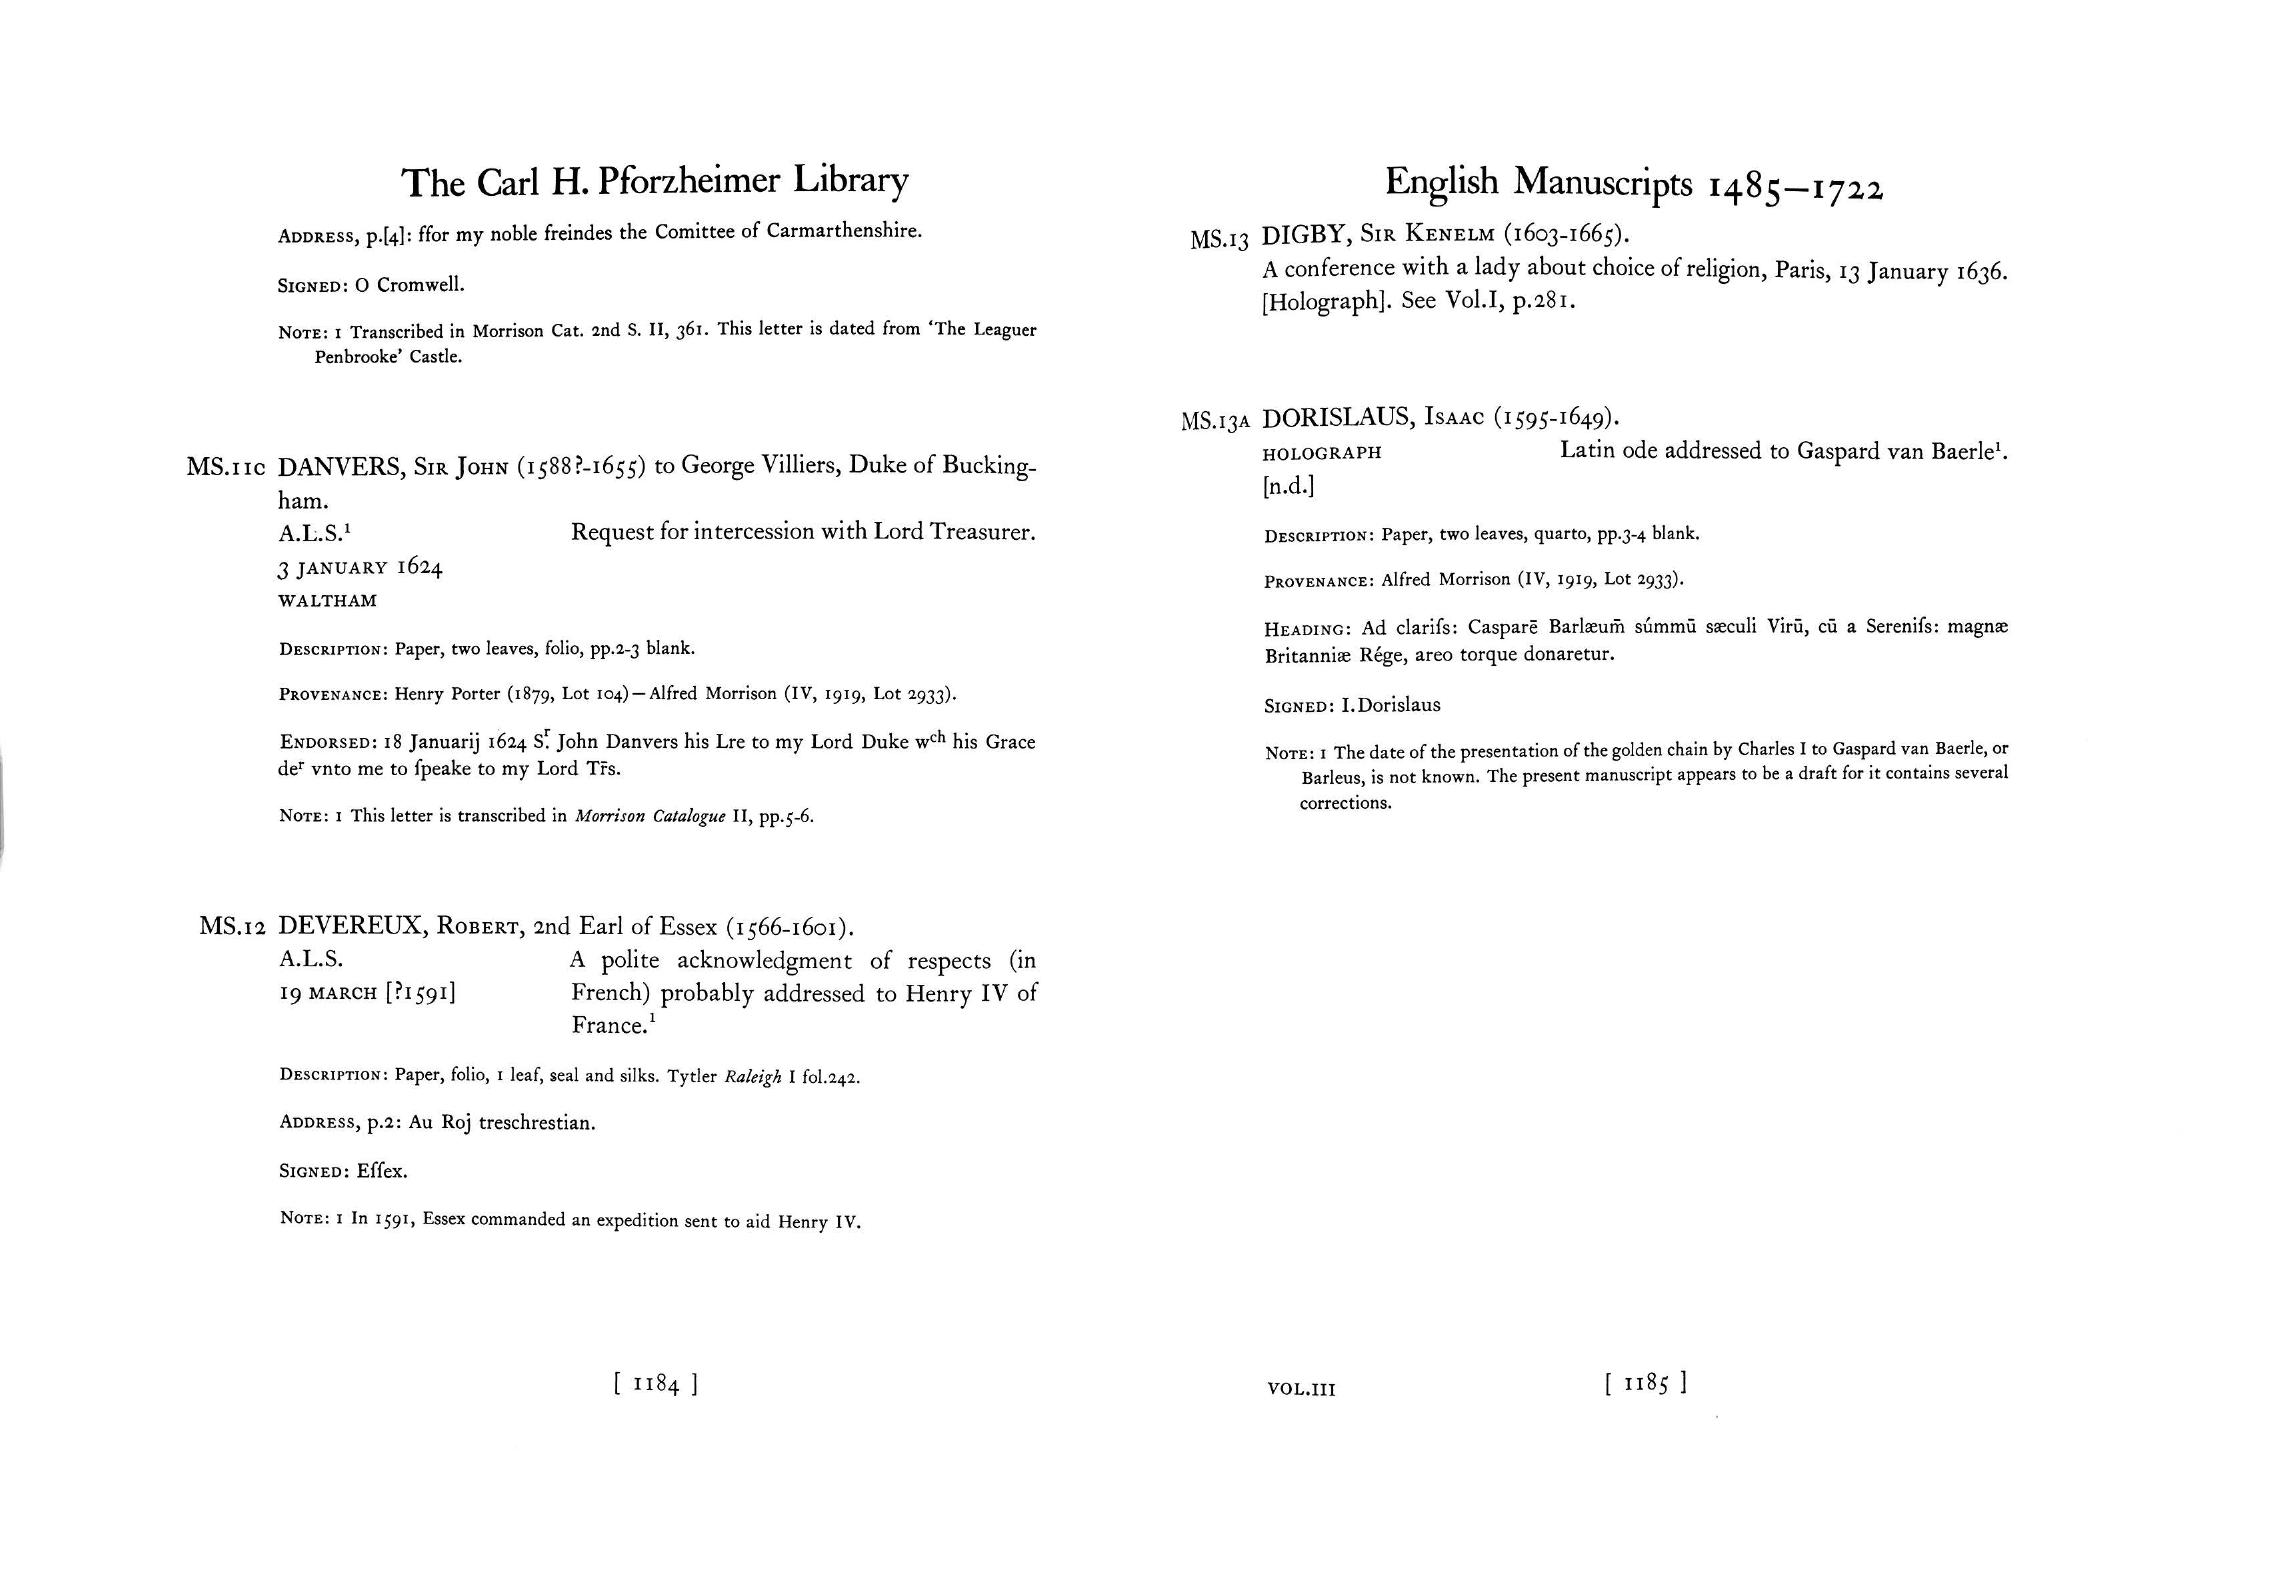 The Carl H. Pforzheimer Library
ADDRESS, p.[4]: ffor my noble freindes the Comittee of Carmarthenshire.
SIGNED: O Cromwell.
NOTE: 1 Transcribed in Morrison Cat. 2nd S. II, 361. This letter is dated from ‘The Leaguer
Penbrooke’ Castle.
MS.11C DANVERS, SIR JOHN (1588?-1655) to George Villiers, Duke of Bucking-
ham.
A.L.S.¹ Request for intercession with Lord Treasurer.
3 JANUARY 1624
WALTHAM
DESCRIPTION: Paper, two leaves, folio, pp.2-3 blank.
PROVENANCE: Henry Porter (1879, Lot 104)—Alfred Morrison (IV, 1919, Lot 2933).
ENDORSED: 18 Januarij 1624 Sʳ. John Danvers his Lre to my Lord Duke wᶜʰ his Grace
deʳ vnto me to ſpeake to my Lord Tr̄s.
NOTE: 1 This letter is transcribed in Morrison Catalogue II, pp.5-6.
MS.12 DEVEREUX, ROBERT, 2nd Earl of Essex (1566-1601).
A.L.S. A polite acknowledgment of respects (in
19 MARCH [?1591] French) probably addressed to Henry IV of
France.¹
DESCRIPTION: Paper, folio, 1 leaf, seal and silks. Tytler Raleigh I fol.242.
ADDRESS, p.2: Au Roj treschrestian.
SIGNED: Eſſex.
NOTE: 1 In 1591, Essex commanded an expedition sent to aid Henry IV.
[ 1184 ]
English Manuscripts 1485–1722
MS.13 DIGBY, SIR KENELM (1603-1665).
A conference with a lady about choice of religion, Paris, 13 January 1636.
[Holograph]. See Vol.I, p.281.
MS.13A DORISLAUS, ISAAC (1595-1649).
HOLOGRAPH Latin ode addressed to Gaspard van Baerle¹.
[n.d.]
DESCRIPTION: Paper, two leaves, quarto, pp.3-4 blank.
PROVENANCE: Alfred Morrison (IV, 1919, Lot 2933).
HEADING: Ad clariſs: Casparē Barlæum̄ súmmū sæculi Virū, cū a Sereniſs: magnæ
Britanniæ Rége, areo torque donaretur.
SIGNED: I.Dorislaus
NOTE: 1 The date of the presentation of the golden chain by Charles I to Gaspard van Baerle, or
Barleus, is not known. The present manuscript appears to be a draft for it contains several
corrections.
VOL.III [ 1185 ]